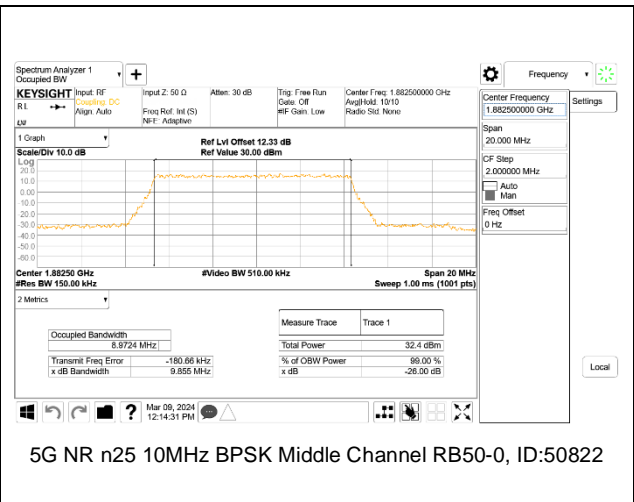 Spectrum Analyzer 1
Occupied BW
Frequency
KEYSIGHT
Input: RF
Coupling: DC
Align: Auto
Input Z: 50 Ω
Freq Ref: Int (S)
NFE: Adaptive
Atten: 30 dB
Trig: Free Run
Gate: Off
#IF Gain: Low
Center Freq: 1.882500000 GHz
Avg|Hold: 10/10
Radio Std: None
R L
Center Frequency
1.882500000 GHz
Settings
Span
20.000 MHz
CF Step
2.000000 MHz
Auto
Man
Freq Offset
0 Hz
1 Graph
Scale/Div 10.0 dB
Ref Lvl Offset 12.33 dB
Ref Value 30.00 dBm
Log
20.0
10.0
0.00
-10.0
-20.0
-30.0
-40.0
-50.0
-60.0
Center 1.88250 GHz
#Video BW 510.00 kHz
Span 20 MHz
#Res BW 150.00 kHz
Sweep 1.00 ms (1001 pts)
2 Metrics
Measure Trace
Trace 1
Occupied Bandwidth
8.9724 MHz
Total Power
32.4 dBm
Transmit Freq Error
-180.66 kHz
% of OBW Power
99.00 %
x dB Bandwidth
9.855 MHz
x dB
-26.00 dB
Local
Mar 09, 2024
12:14:31 PM
5G NR n25 10MHz BPSK Middle Channel RB50-0, ID:50822